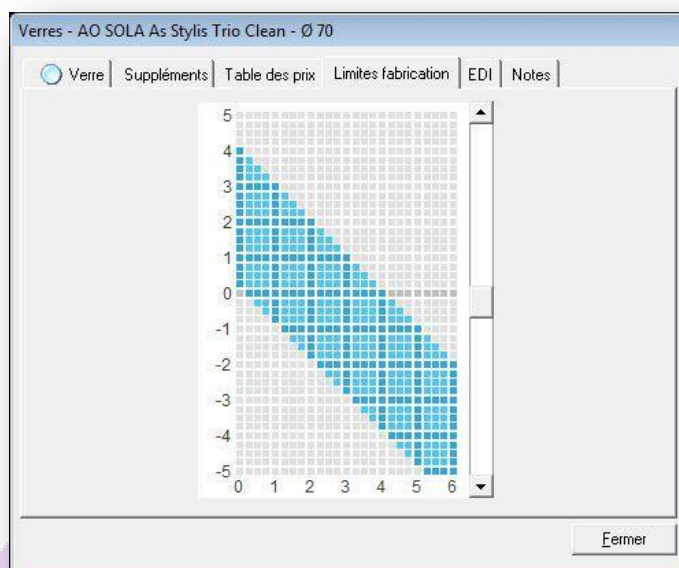 Verres - AO SOLA As Stylis Trio Clean - Ø 70
Verre Suppléments Table des prix Limites fabrication EDI Notes
5
4
3
2
1
0
-1
-2
-3
-4
-5
0 1 2 3 4 5 6
Fermer